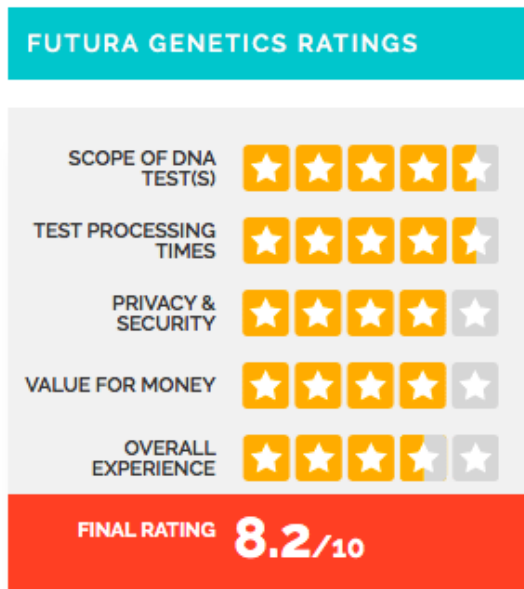 FUTURA GENETICS RATINGS
SCOPE OF DNA
TEST(S)
TEST PROCESSING
TIMES
PRIVACY &
SECURITY
VALUE FOR MONEY
OVERALL
EXPERIENCE
FINAL RATING 8.2/10